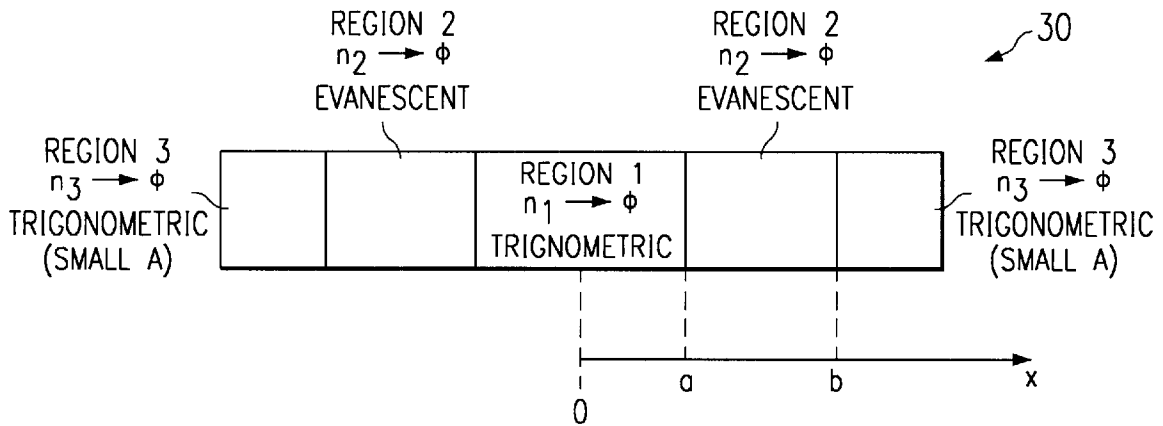 REGION 2
n2 → ϕ
EVANESCENT
REGION 2
n2 → ϕ
EVANESCENT
30
REGION 3
n3 → ϕ
TRIGONOMETRIC
(SMALL A)
REGION 1
n1 → ϕ
TRIGNOMETRIC
REGION 3
n3 → ϕ
TRIGONOMETRIC
(SMALL A)
0
a
b
x